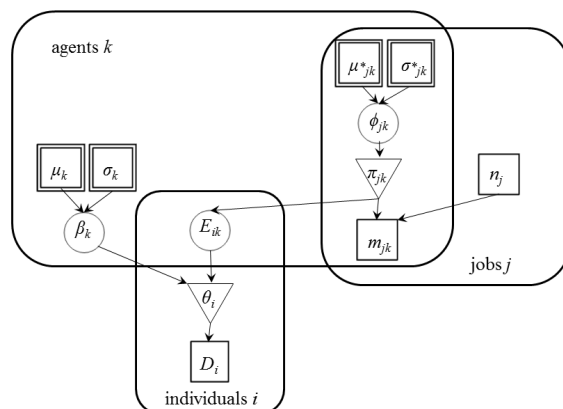 agents k
μ*jk σ*jk
ϕjk
μk σk
πjk
nj
βk
Eik
mjk
jobs j
θi
Di
individuals i